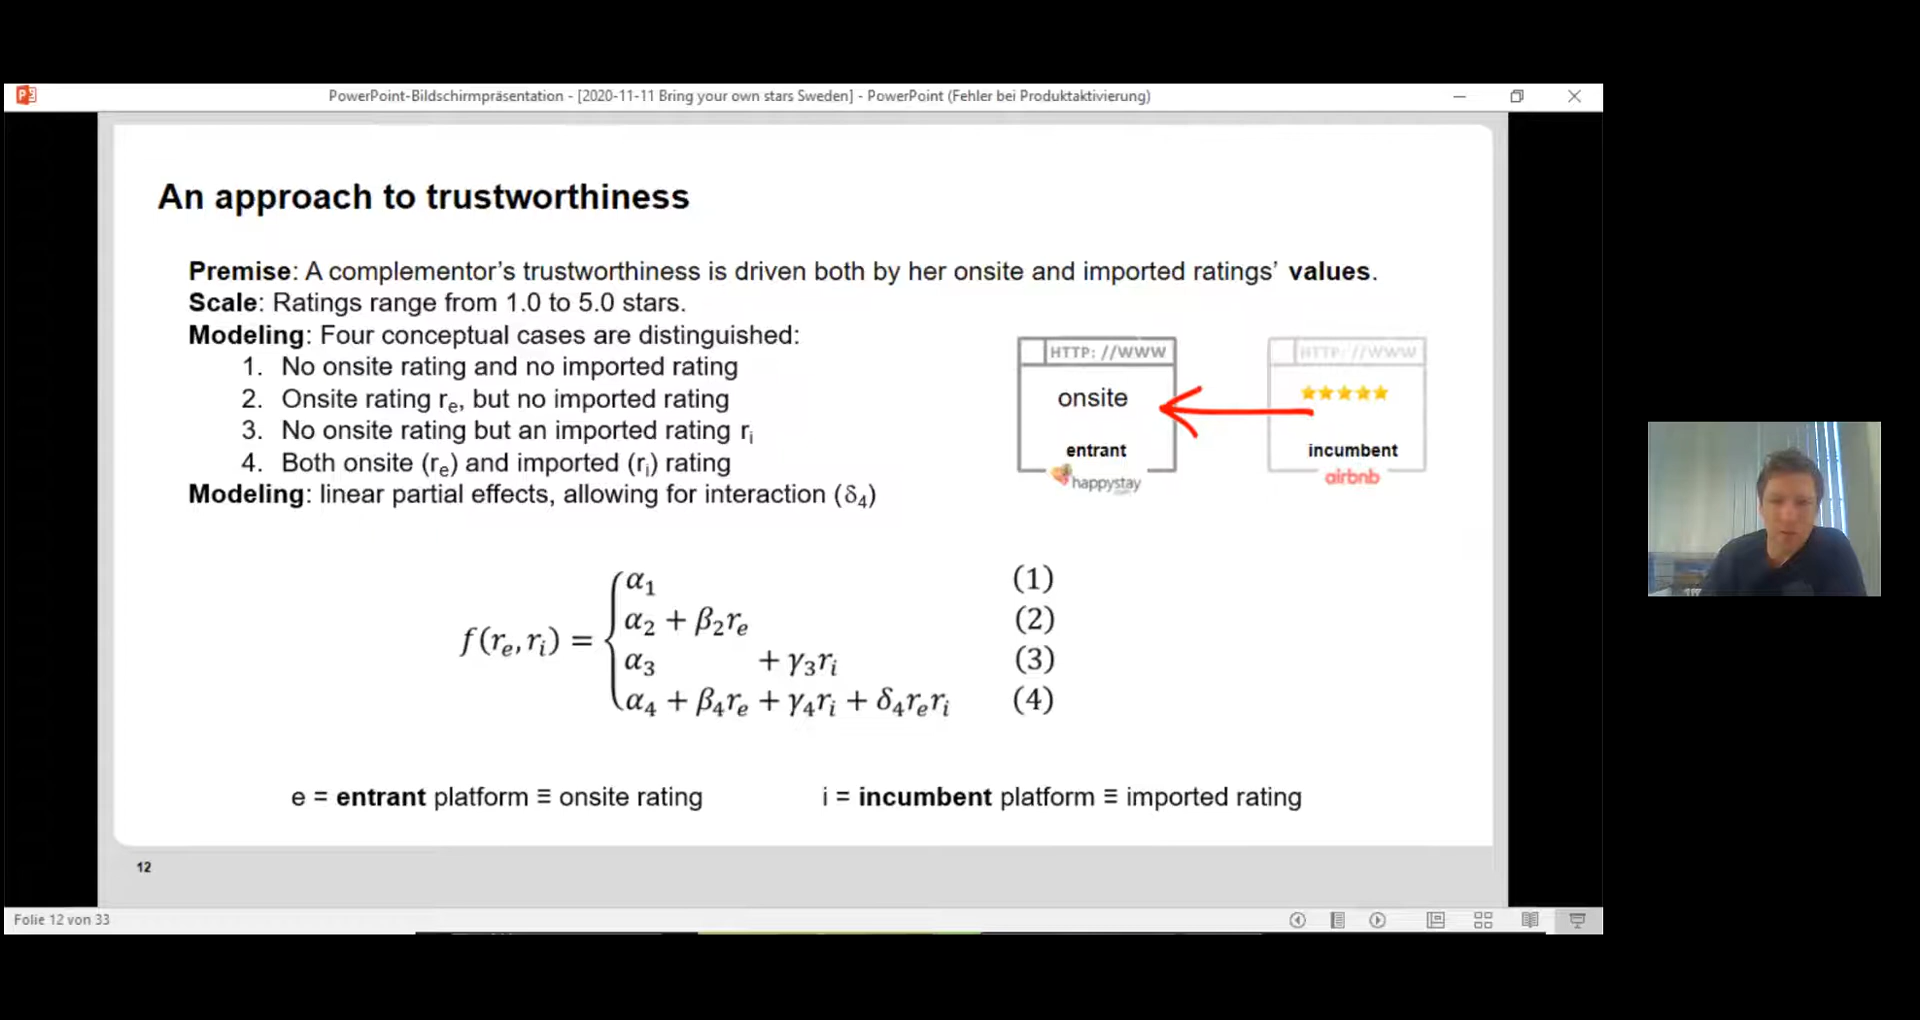 PowerPoint-Bildschirmpräsentation - [2020-11-11 Bring your own stars Sweden] - PowerPoint (Fehler bei Produktaktivierung)
An approach to trustworthiness
Premise: A complementor’s trustworthiness is driven both by her onsite and imported ratings’ values.
Scale: Ratings range from 1.0 to 5.0 stars.
Modeling: Four conceptual cases are distinguished:
1. No onsite rating and no imported rating
2. Onsite rating rₑ, but no imported rating
3. No onsite rating but an imported rating rᵢ
4. Both onsite (rₑ) and imported (rᵢ) rating
Modeling: linear partial effects, allowing for interaction (δ₄)
HTTP: //WWW
onsite
entrant
happystay
.com
HTTP: //WWW
★★★★★
incumbent
airbnb
α₁ (1)
α₂ + β₂rₑ (2)
f(rₑ, rᵢ) =
α₃ + γ₃rᵢ (3)
α₄ + β₄rₑ + γ₄rᵢ + δ₄rₑrᵢ (4)
e = entrant platform ≡ onsite rating
i = incumbent platform ≡ imported rating
12
Folie 12 von 33